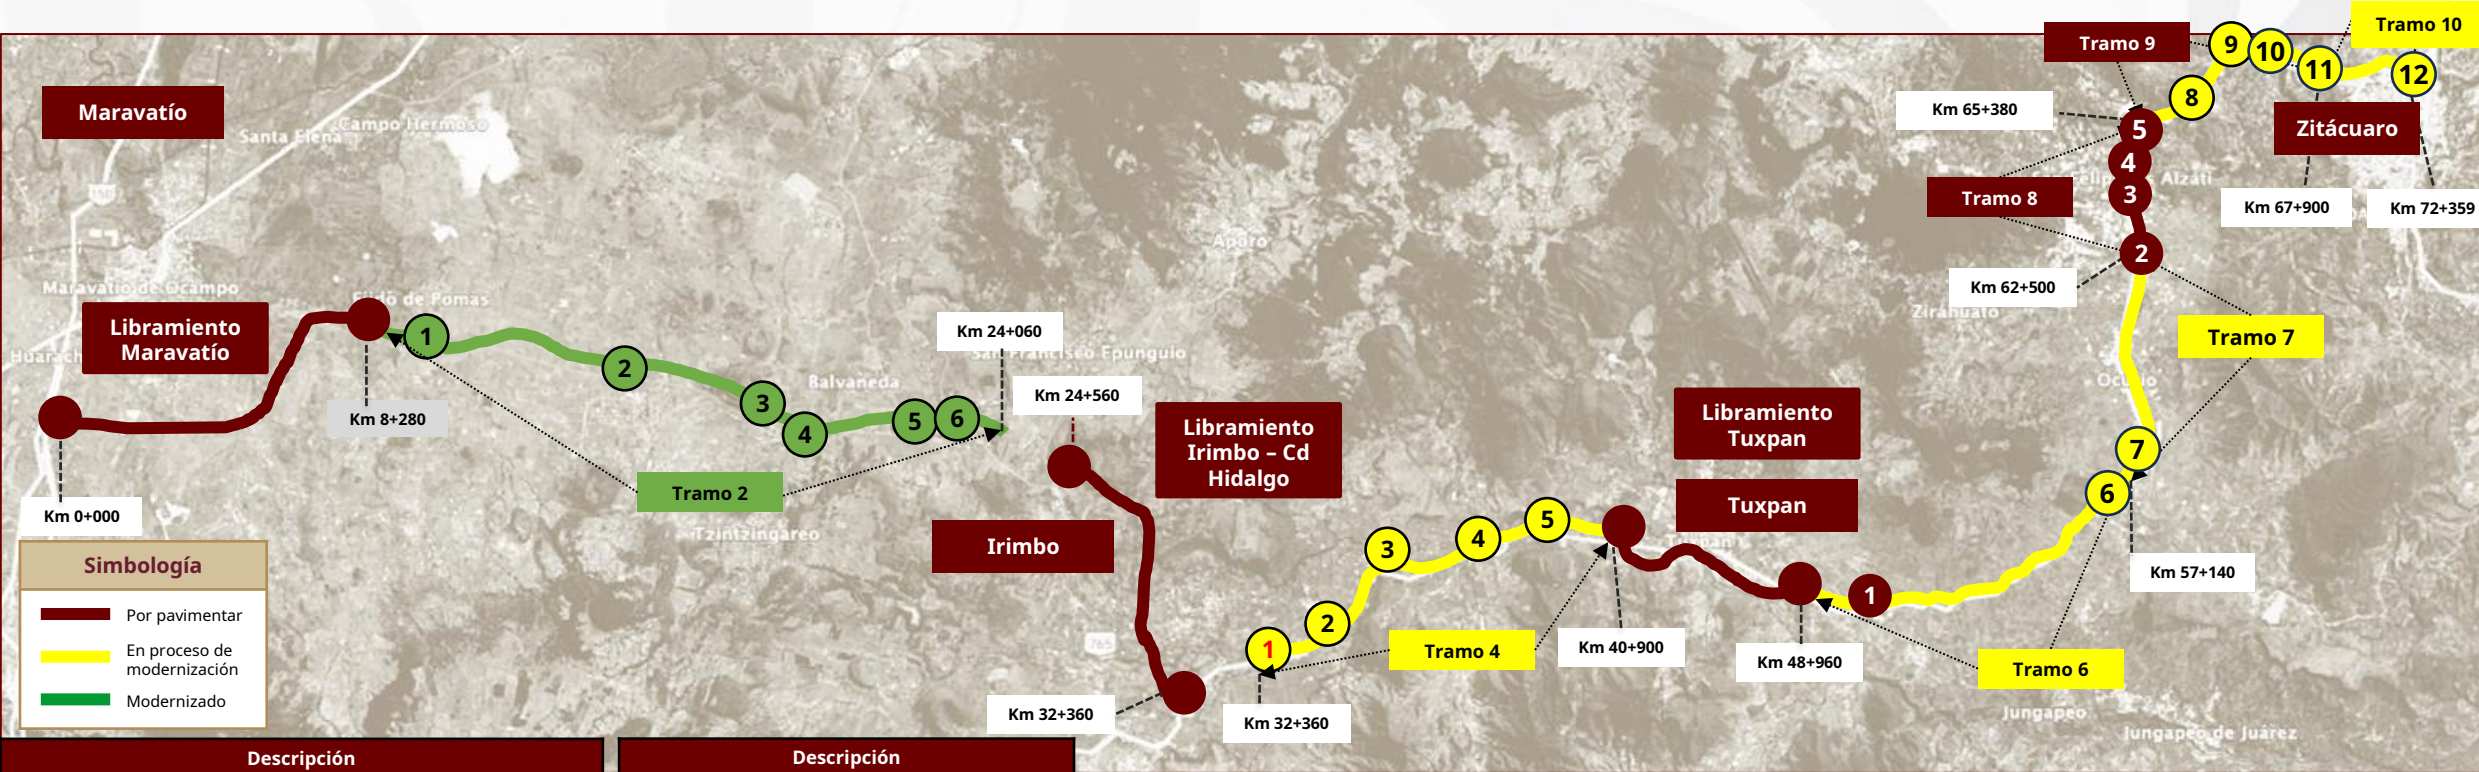 Tramo 10
Tramo 9
9
10
11
12
8
Maravatío
Km 65+380
5
Zitácuaro
Santa Elena
Campo Hermoso
4
3
Alzati
Tramo 8
Km 67+900
Km 72+359
2
Aporo
Km 62+500
Maravatío de Ocampo
de Pomas
Zirahuato
Libramiento
Maravatío
1
2
3
4
5
6
Km 8+280
Balvaneda
Km 24+060
San Francisco Epunguio
Km 24+560
Tramo 7
Libramiento
Irimbo – Cd
Hidalgo
Libramiento
Tuxpan
Tuxpan
7
6
Tramo 2
Km 0+000
Tzintzingareo
Irimbo
1
2
3
4
5
Tuxpan
1
Km 57+140
Simbología
Por pavimentar
En proceso de
modernización
Modernizado
Tramo 4
Km 40+900
Km 48+960
Tramo 6
Km 32+360
Km 32+360
Jungapeo
Jungapeo de Juárez
Descripción
Descripción